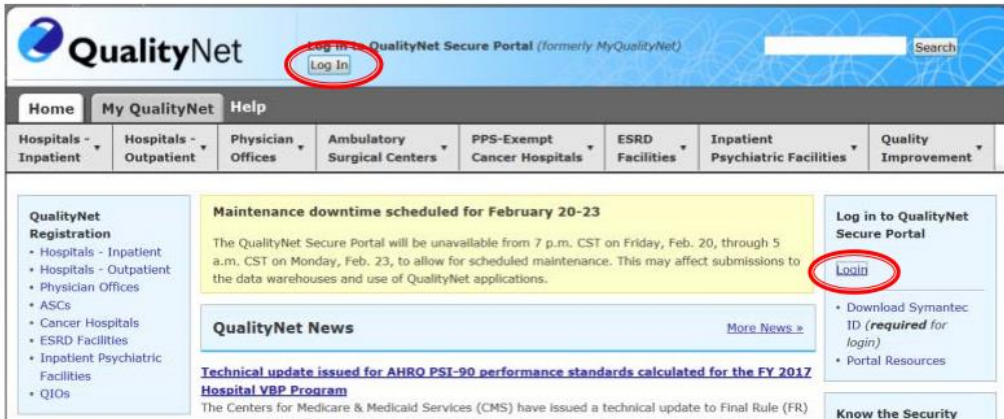 QualityNet
Log in to QualityNet Secure Portal (formerly MyQualityNet)
Log In
Search
Home
My QualityNet
Help
Hospitals -
Inpatient
Hospitals -
Outpatient
Physician
Offices
Ambulatory
Surgical Centers
PPS-Exempt
Cancer Hospitals
ESRD
Facilities
Inpatient
Psychiatric Facilities
Quality
Improvement
QualityNet
Registration
• Hospitals - Inpatient
• Hospitals - Outpatient
• Physician Offices
• ASCs
• Cancer Hospitals
• ESRD Facilities
• Inpatient Psychiatric
Facilities
• QIOs
Maintenance downtime scheduled for February 20-23
The QualityNet Secure Portal will be unavailable from 7 p.m. CST on Friday, Feb. 20, through 5
a.m. CST on Monday, Feb. 23, to allow for scheduled maintenance. This may affect submissions to
the data warehouses and use of QualityNet applications.
QualityNet News
More News »
Technical update issued for AHRQ PSI-90 performance standards calculated for the FY 2017
Hospital VBP Program
The Centers for Medicare & Medicaid Services (CMS) have issued a technical update to Final Rule (FR)
Log in to QualityNet
Secure Portal
Login
• Download Symantec
ID (required for
login)
• Portal Resources
Know the Security